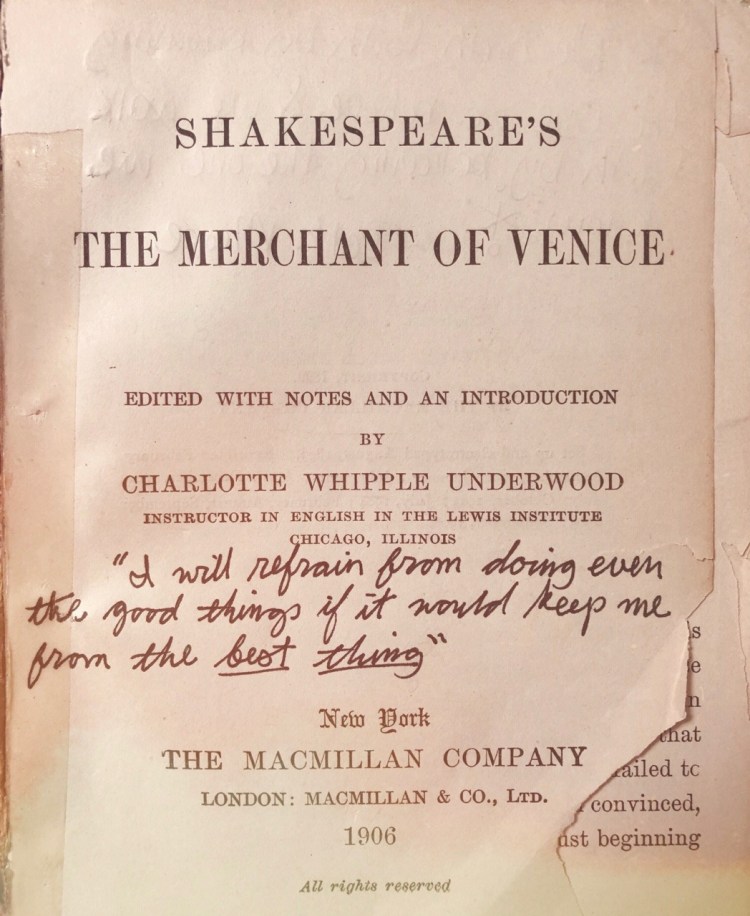 SHAKESPEARE'S
THE MERCHANT OF VENICE
EDITED WITH NOTES AND AN INTRODUCTION
BY
CHARLOTTE WHIPPLE UNDERWOOD
INSTRUCTOR IN ENGLISH IN THE LEWIS INSTITUTE
CHICAGO, ILLINOIS
"I will refrain from doing even
the good things if it would keep me
from the best thing"
New York
THE MACMILLAN COMPANY
LONDON: MACMILLAN & CO., LTD.
1906
All rights reserved
that
convinced,
beginning